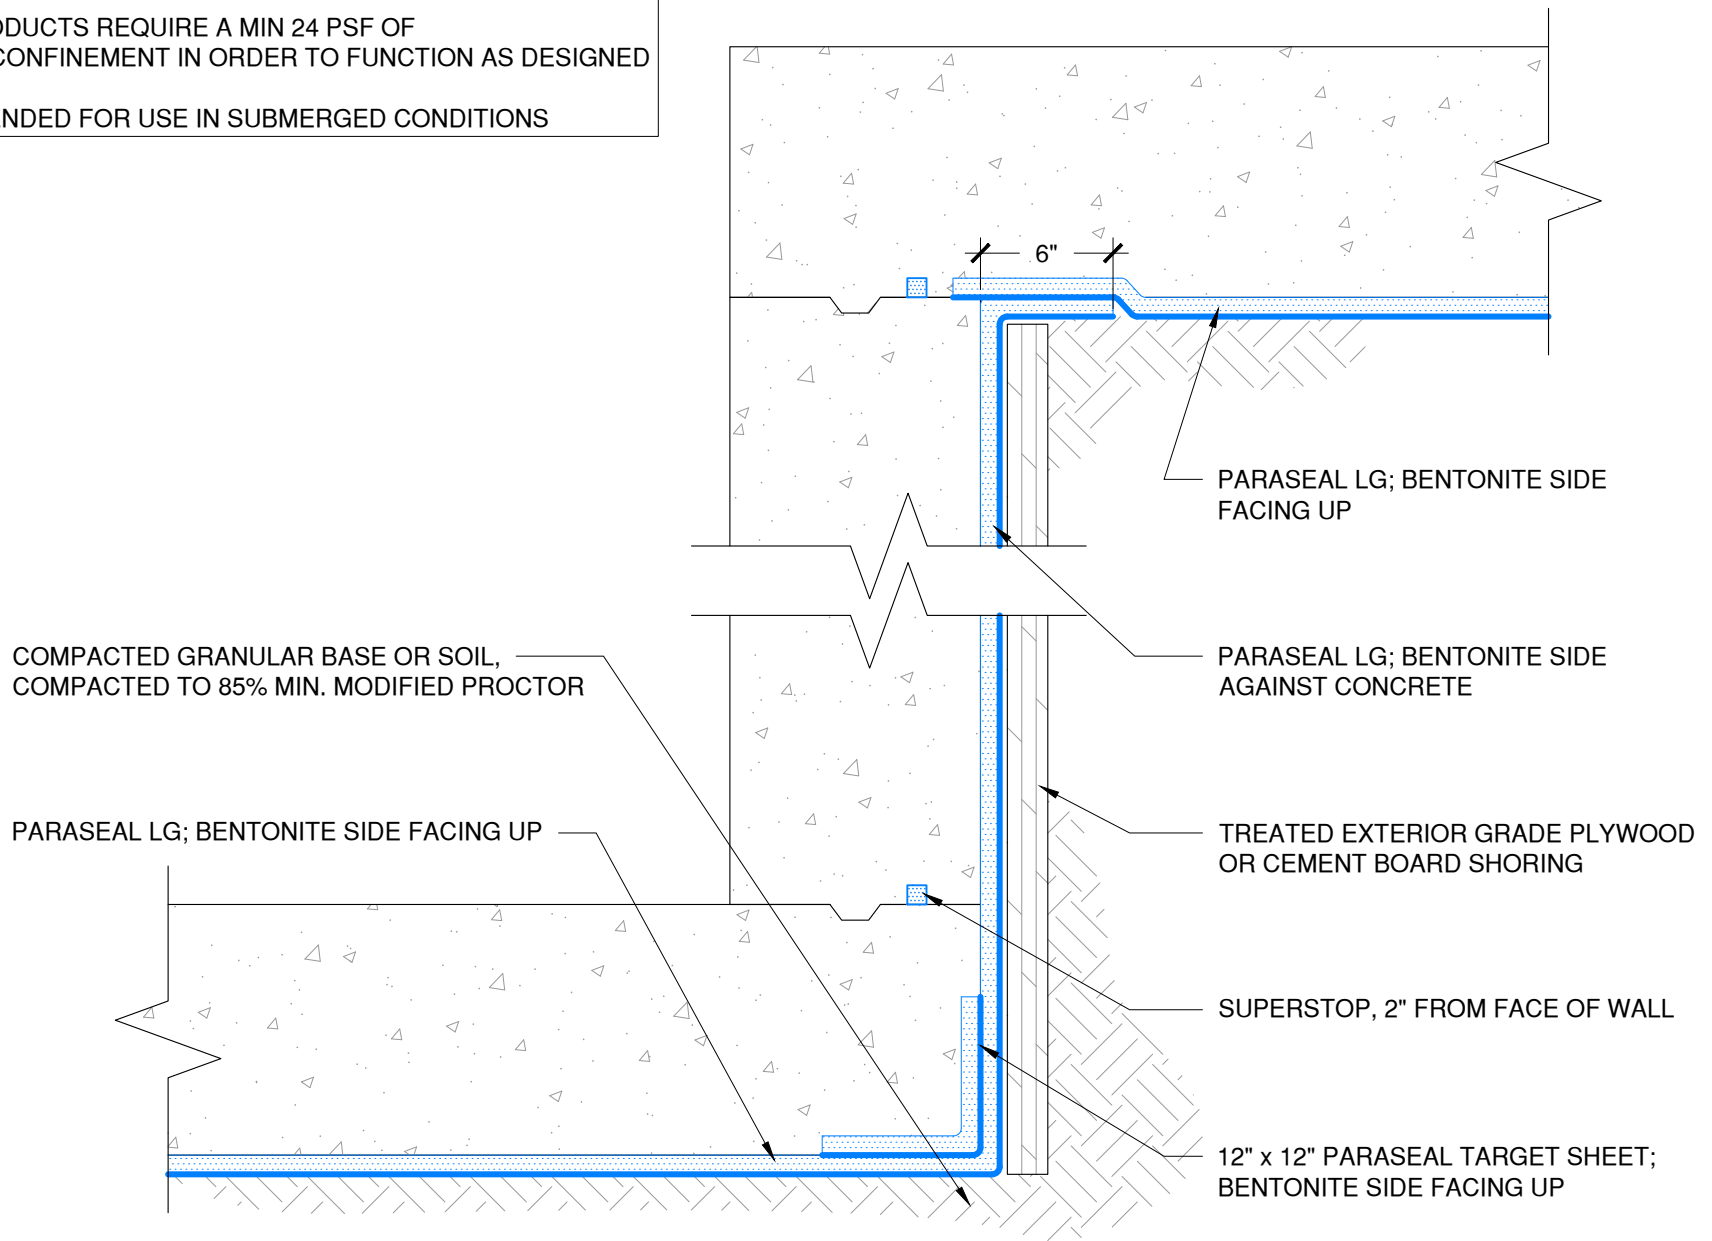 ODUCTS REQUIRE A MIN 24 PSF OF
CONFINEMENT IN ORDER TO FUNCTION AS DESIGNED
ENDED FOR USE IN SUBMERGED CONDITIONS
6"
PARASEAL LG; BENTONITE SIDE
FACING UP
COMPACTED GRANULAR BASE OR SOIL,
COMPACTED TO 85% MIN. MODIFIED PROCTOR
PARASEAL LG; BENTONITE SIDE
AGAINST CONCRETE
PARASEAL LG; BENTONITE SIDE FACING UP
TREATED EXTERIOR GRADE PLYWOOD
OR CEMENT BOARD SHORING
SUPERSTOP, 2" FROM FACE OF WALL
12" x 12" PARASEAL TARGET SHEET;
BENTONITE SIDE FACING UP